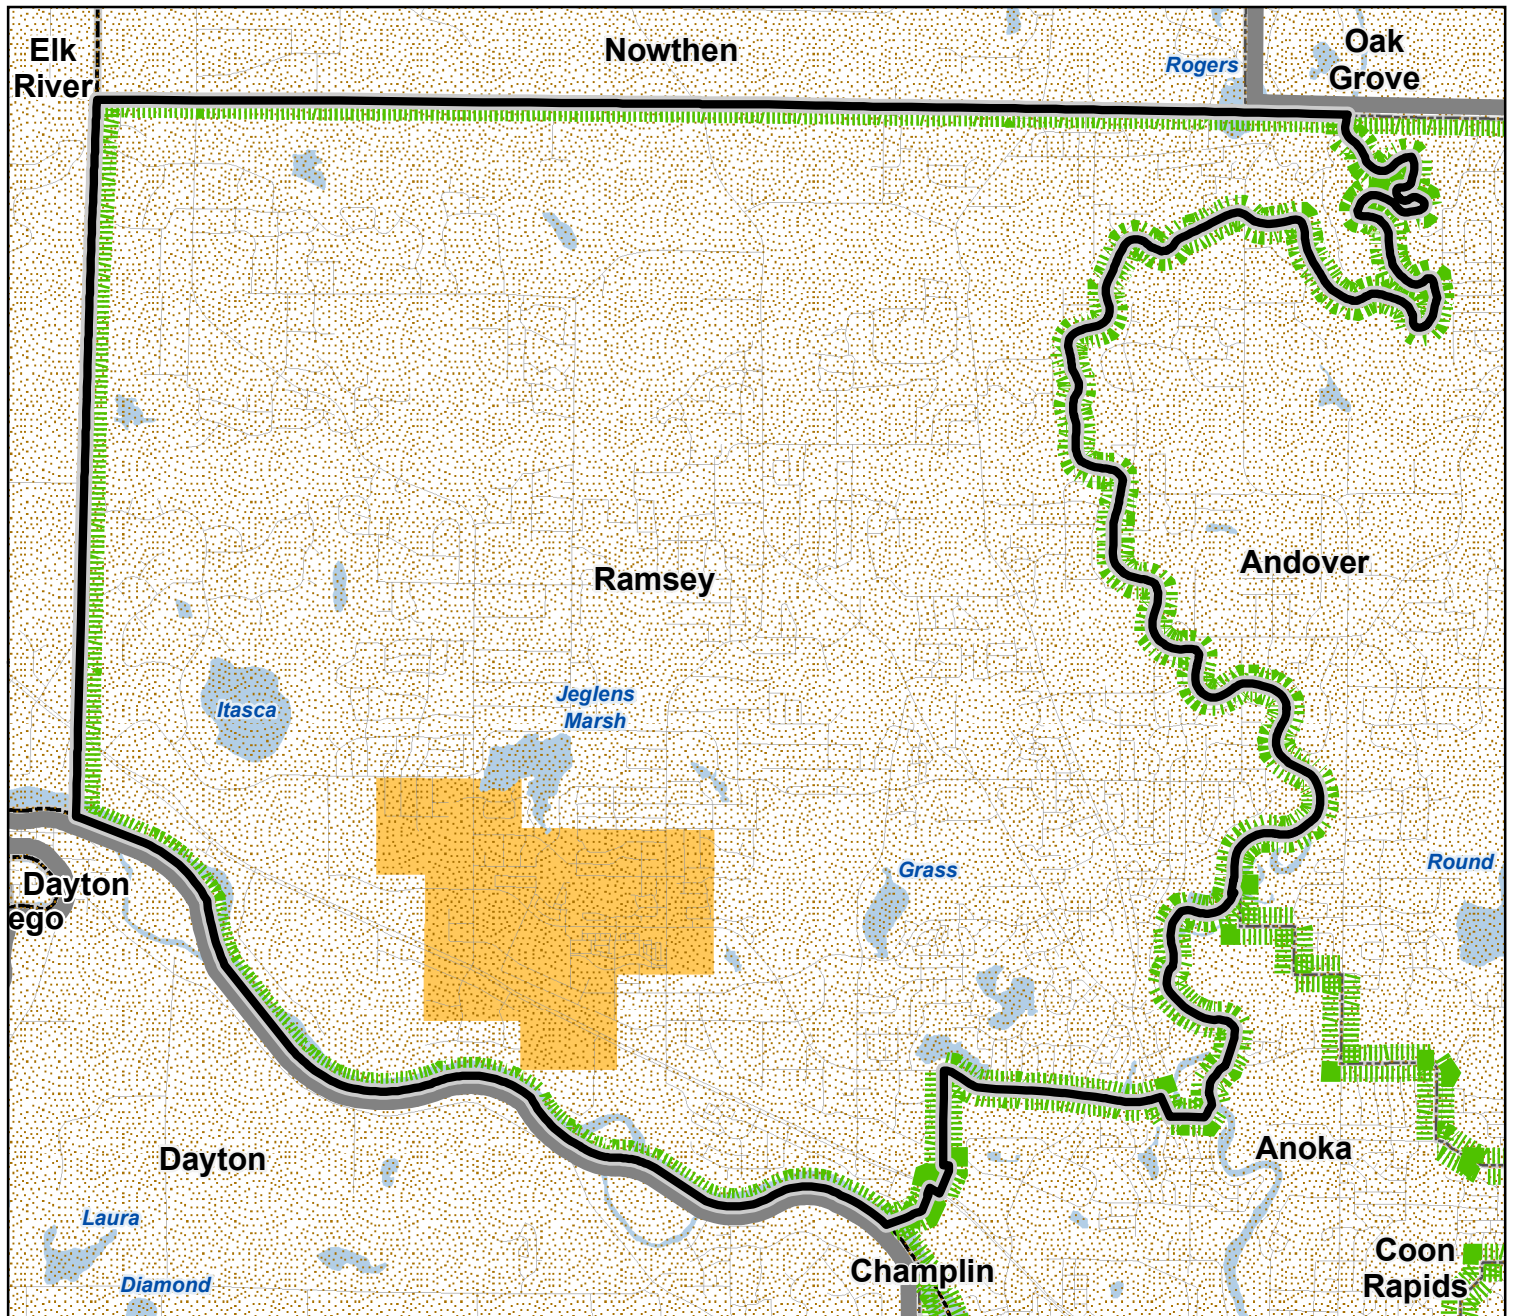 Elk
River
Nowthen
Rogers
Oak
Grove
Ramsey
Andover
Itasca
Jeglens
Marsh
Grass
Round
Dayton
ego
Dayton
Anoka
Laura
Diamond
Champlin
Coon
Rapids